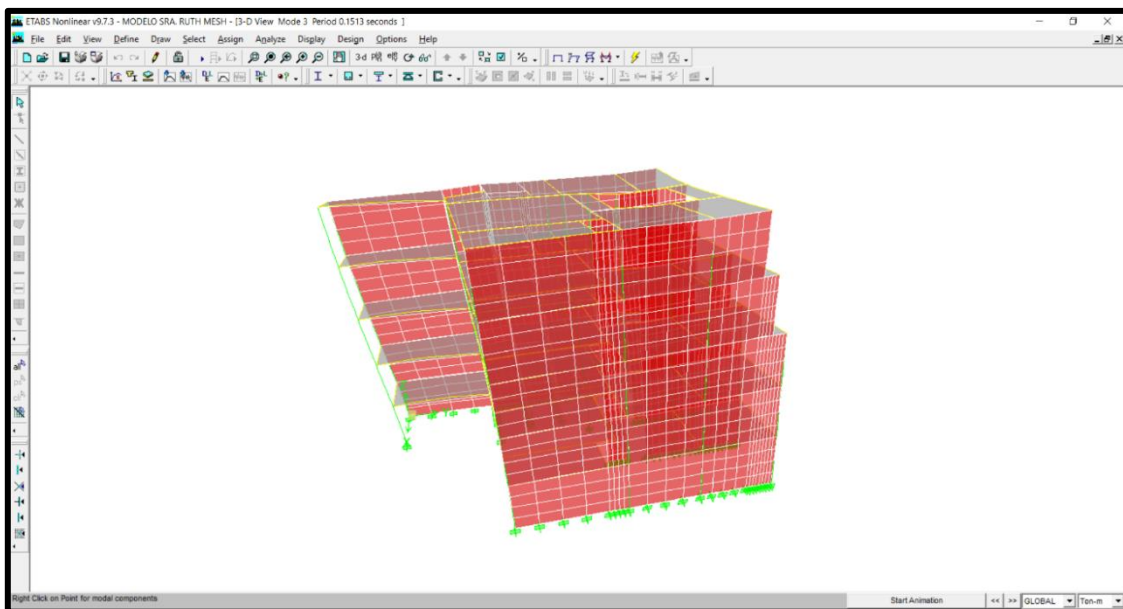 ETABS Nonlinear v9.7.3 - MODELO SRA. RUTH MESH - [3-D View Mode 3 Period 0.1513 seconds ]
File Edit View Define Draw Select Assign Analyze Display Design Options Help
3-d
all
Right Click on Point for modal components
Start Animation << >> GLOBAL Ton-m